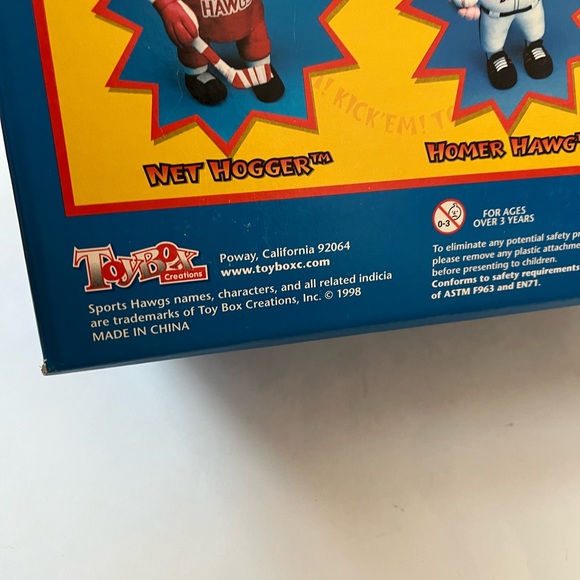 HAWGS
! KICK'EM! T
NET HOGGER™
HOMER HAWG
0-3
FOR AGES
OVER 3 YEARS
TOYBOX
Creations
Poway, California 92064
www.toyboxc.com
Sports Hawgs names, characters, and all related indicia
are trademarks of Toy Box Creations, Inc. © 1998
MADE IN CHINA
To eliminate any potential safety
please remove any plastic
before presenting to children.
Conforms to safety requirements
of ASTM F963 and EN71.